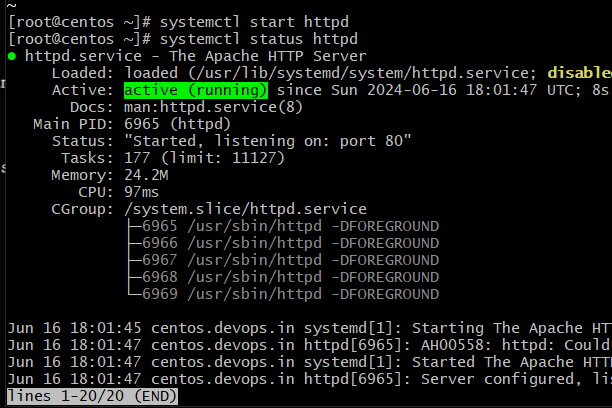 ~
[root@centos ~]# systemctl start httpd
[root@centos ~]# systemctl status httpd
● httpd.service - The Apache HTTP Server
Loaded: loaded (/usr/lib/systemd/system/httpd.service; disable
Active: active (running) since Sun 2024-06-16 18:01:47 UTC; 8s
Docs: man:httpd.service(8)
Main PID: 6965 (httpd)
Status: "Started, listening on: port 80"
Tasks: 177 (limit: 11127)
Memory: 24.2M
CPU: 97ms
CGroup: /system.slice/httpd.service
├─6965 /usr/sbin/httpd -DFOREGROUND
├─6966 /usr/sbin/httpd -DFOREGROUND
├─6967 /usr/sbin/httpd -DFOREGROUND
├─6968 /usr/sbin/httpd -DFOREGROUND
└─6969 /usr/sbin/httpd -DFOREGROUND
Jun 16 18:01:45 centos.devops.in systemd[1]: Starting The Apache HT
Jun 16 18:01:47 centos.devops.in httpd[6965]: AH00558: httpd: Could
Jun 16 18:01:47 centos.devops.in systemd[1]: Started The Apache HTT
Jun 16 18:01:47 centos.devops.in httpd[6965]: Server configured, lis
lines 1-20/20 (END)